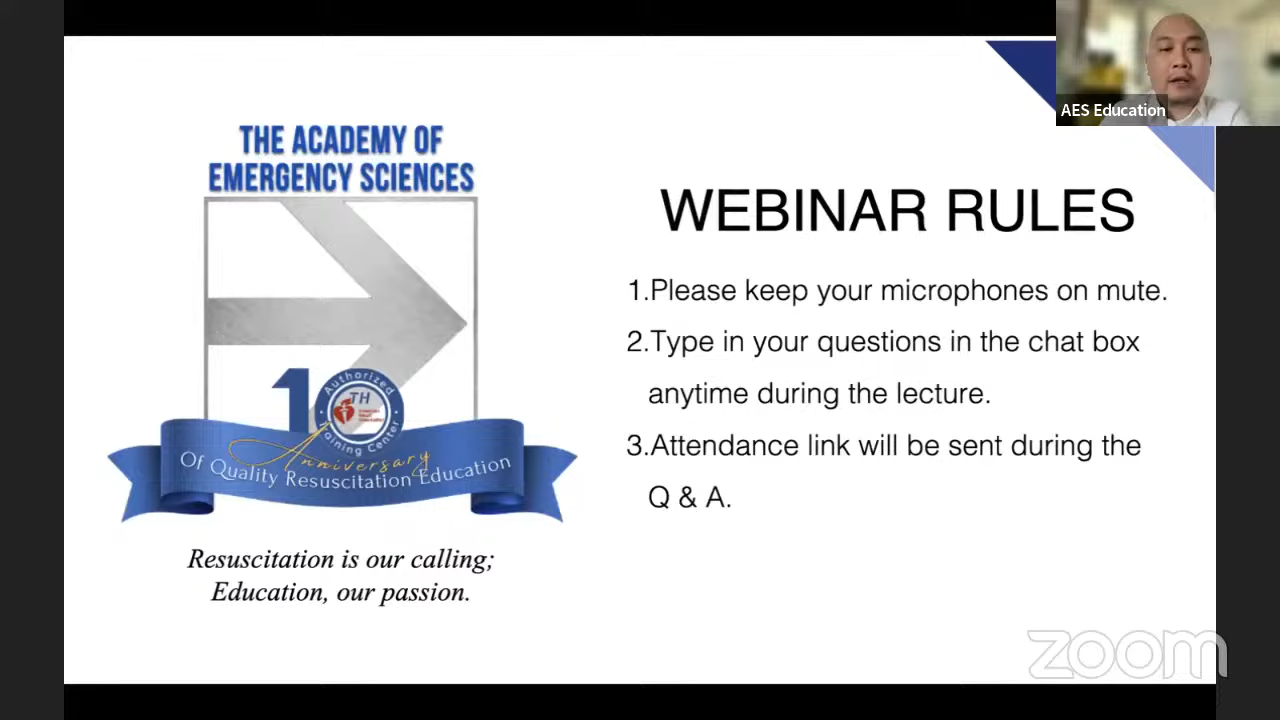 AES Education
THE ACADEMY OF
EMERGENCY SCIENCES
10
TH
Authorized
Training Center
Anniversary
Of Quality Resuscitation Education
Resuscitation is our calling;
Education, our passion.
WEBINAR RULES
1.Please keep your microphones on mute.
2.Type in your questions in the chat box
anytime during the lecture.
3.Attendance link will be sent during the
Q & A.
zoom